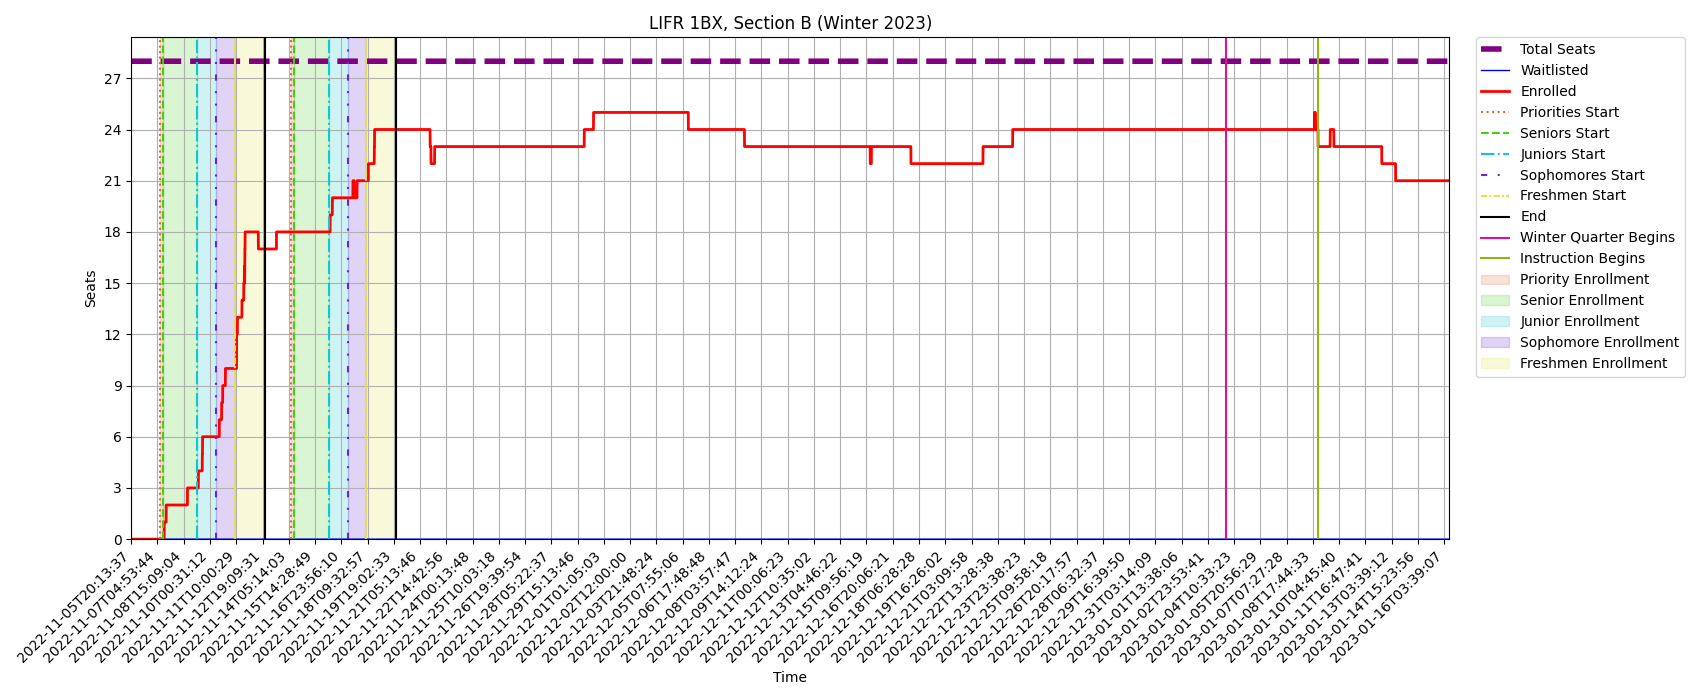 LIFR 1BX, Section B (Winter 2023)
Seats
27
24
21
18
15
12
9
6
3
0
2022-11-05T20:13:37
2022-11-07T04:53:44
2022-11-08T15:09:04
2022-11-10T00:31:12
2022-11-11T10:00:29
2022-11-12T19:09:31
2022-11-14T05:14:03
2022-11-15T14:28:49
2022-11-16T23:56:10
2022-11-18T09:32:57
2022-11-19T19:02:33
2022-11-21T05:13:46
2022-11-22T14:42:56
2022-11-24T00:13:48
2022-11-25T10:03:18
2022-11-26T19:39:54
2022-11-28T05:22:37
2022-11-29T15:13:46
2022-12-01T01:05:03
2022-12-02T12:00:00
2022-12-03T21:48:24
2022-12-05T07:55:06
2022-12-06T17:48:48
2022-12-08T03:57:47
2022-12-09T14:12:24
2022-12-11T00:06:23
2022-12-12T10:35:02
2022-12-13T04:46:22
2022-12-16T20:06:21
2022-12-18T06:28:28
2022-12-19T16:26:02
2022-12-21T03:09:58
2022-12-22T13:28:38
2022-12-23T23:38:23
2022-12-25T09:58:18
2022-12-26T20:17:57
2022-12-28T06:32:37
2022-12-29T16:39:50
2022-12-31T03:14:09
2023-01-01T13:38:06
2023-01-02T23:53:41
2023-01-04T10:33:23
2023-01-05T20:56:29
2023-01-07T07:27:28
2023-01-08T17:44:33
2023-01-10T04:45:40
2023-01-11T16:47:41
2023-01-13T03:39:12
2023-01-14T15:23:56
2023-01-16T03:39:07
Time
Total Seats
Waitlisted
Enrolled
Priorities Start
Seniors Start
Juniors Start
Sophomores Start
Freshmen Start
End
Winter Quarter Begins
Instruction Begins
Priority Enrollment
Senior Enrollment
Junior Enrollment
Sophomore Enrollment
Freshmen Enrollment